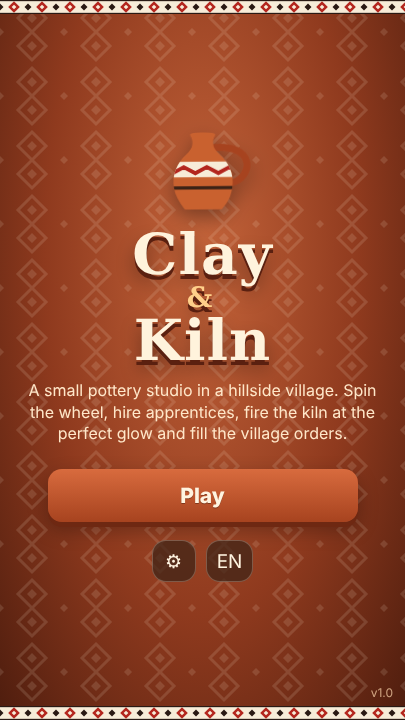 Clay
&
Kiln
A small pottery studio in a hillside village. Spin
the wheel, hire apprentices, fire the kiln at the
perfect glow and fill the village orders.
Play
EN
v1.0